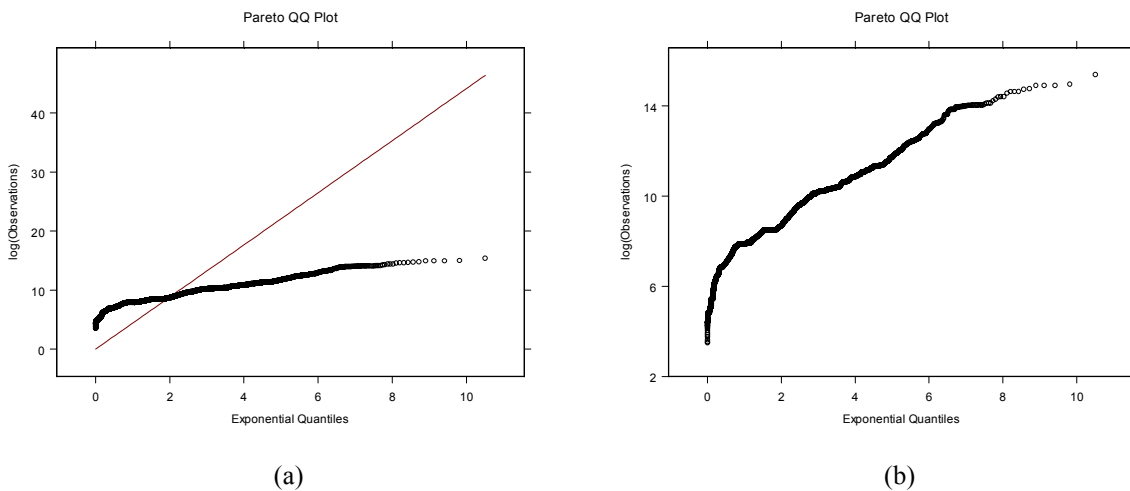 Pareto QQ Plot
40
30
20
10
0
log(Observations)
0 2 4 6 8 10
Exponential Quantiles
(a)
Pareto QQ Plot
14
10
6
2
log(Observations)
0 2 4 6 8 10
Exponential Quantiles
(b)